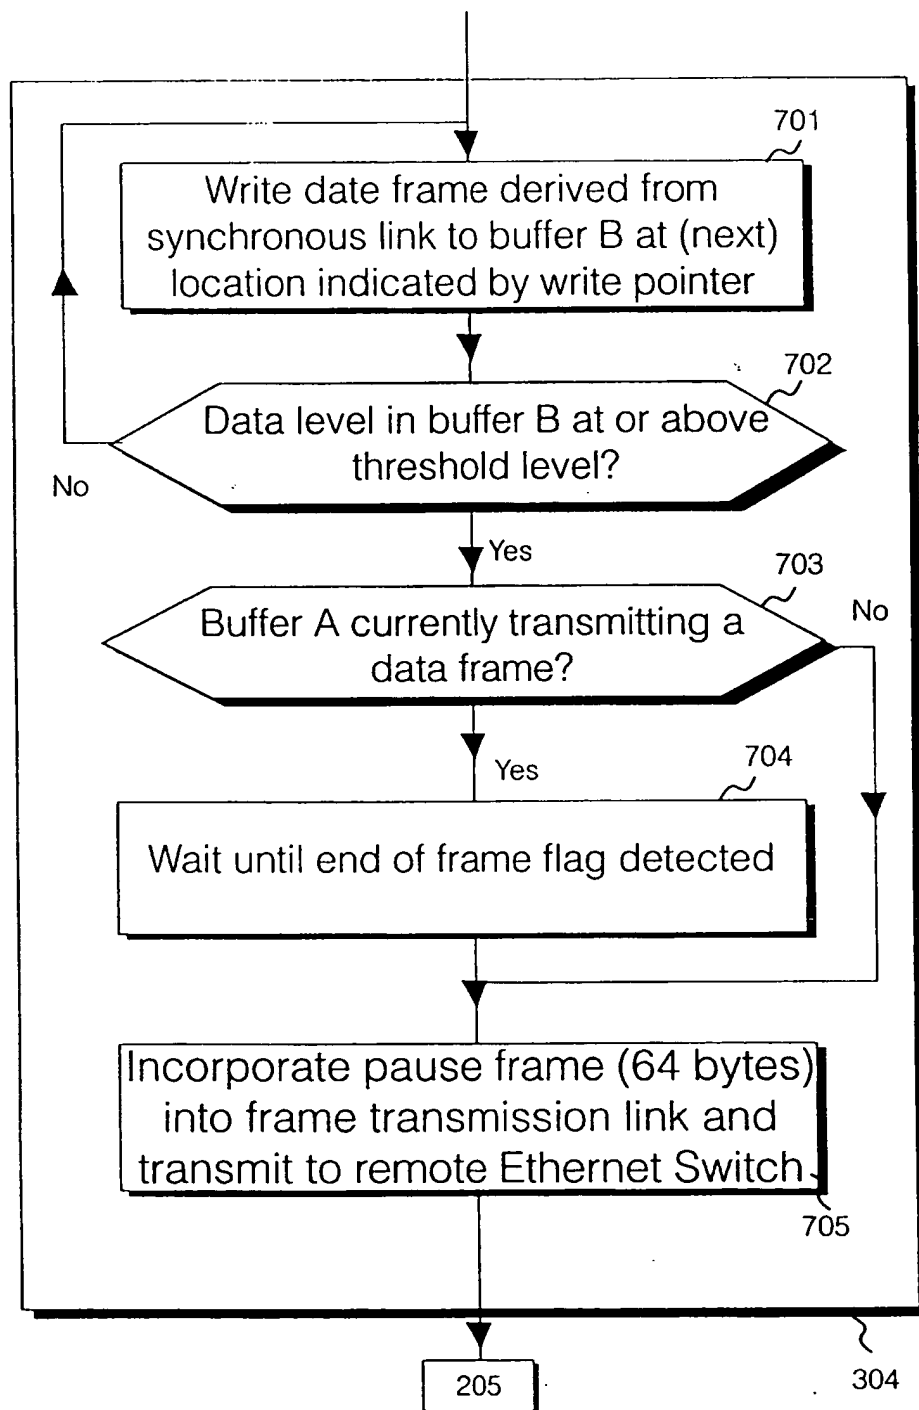 701
Write date frame derived from
synchronous link to buffer B at (next)
location indicated by write pointer
702
Data level in buffer B at or above
threshold level?
No
Yes
703
No
Buffer A currently transmitting a
data frame?
Yes
704
Wait until end of frame flag detected
Incorporate pause frame (64 bytes)
into frame transmission link and
transmit to remote Ethernet Switch
705
304
205